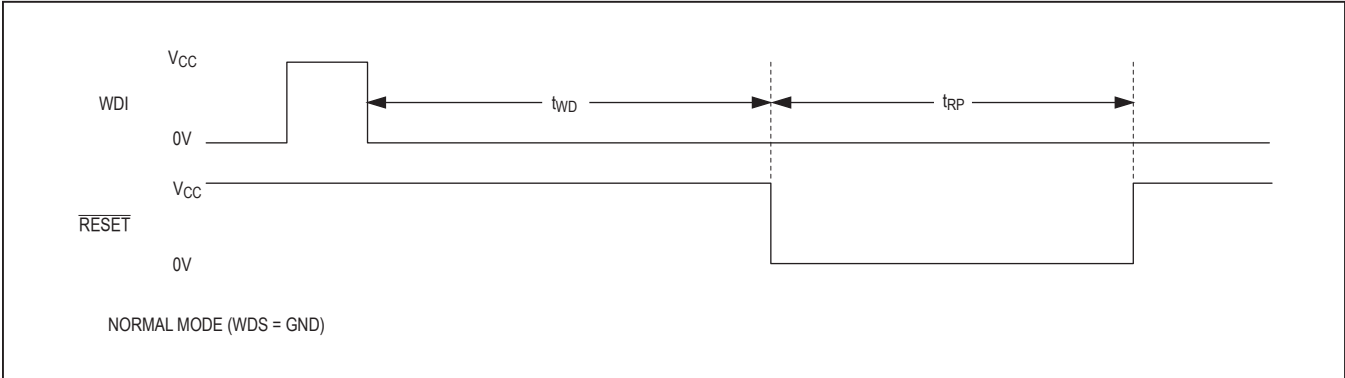 VCC
WDI
tWD
tRP
0V
VCC
RESET
0V
NORMAL MODE (WDS = GND)